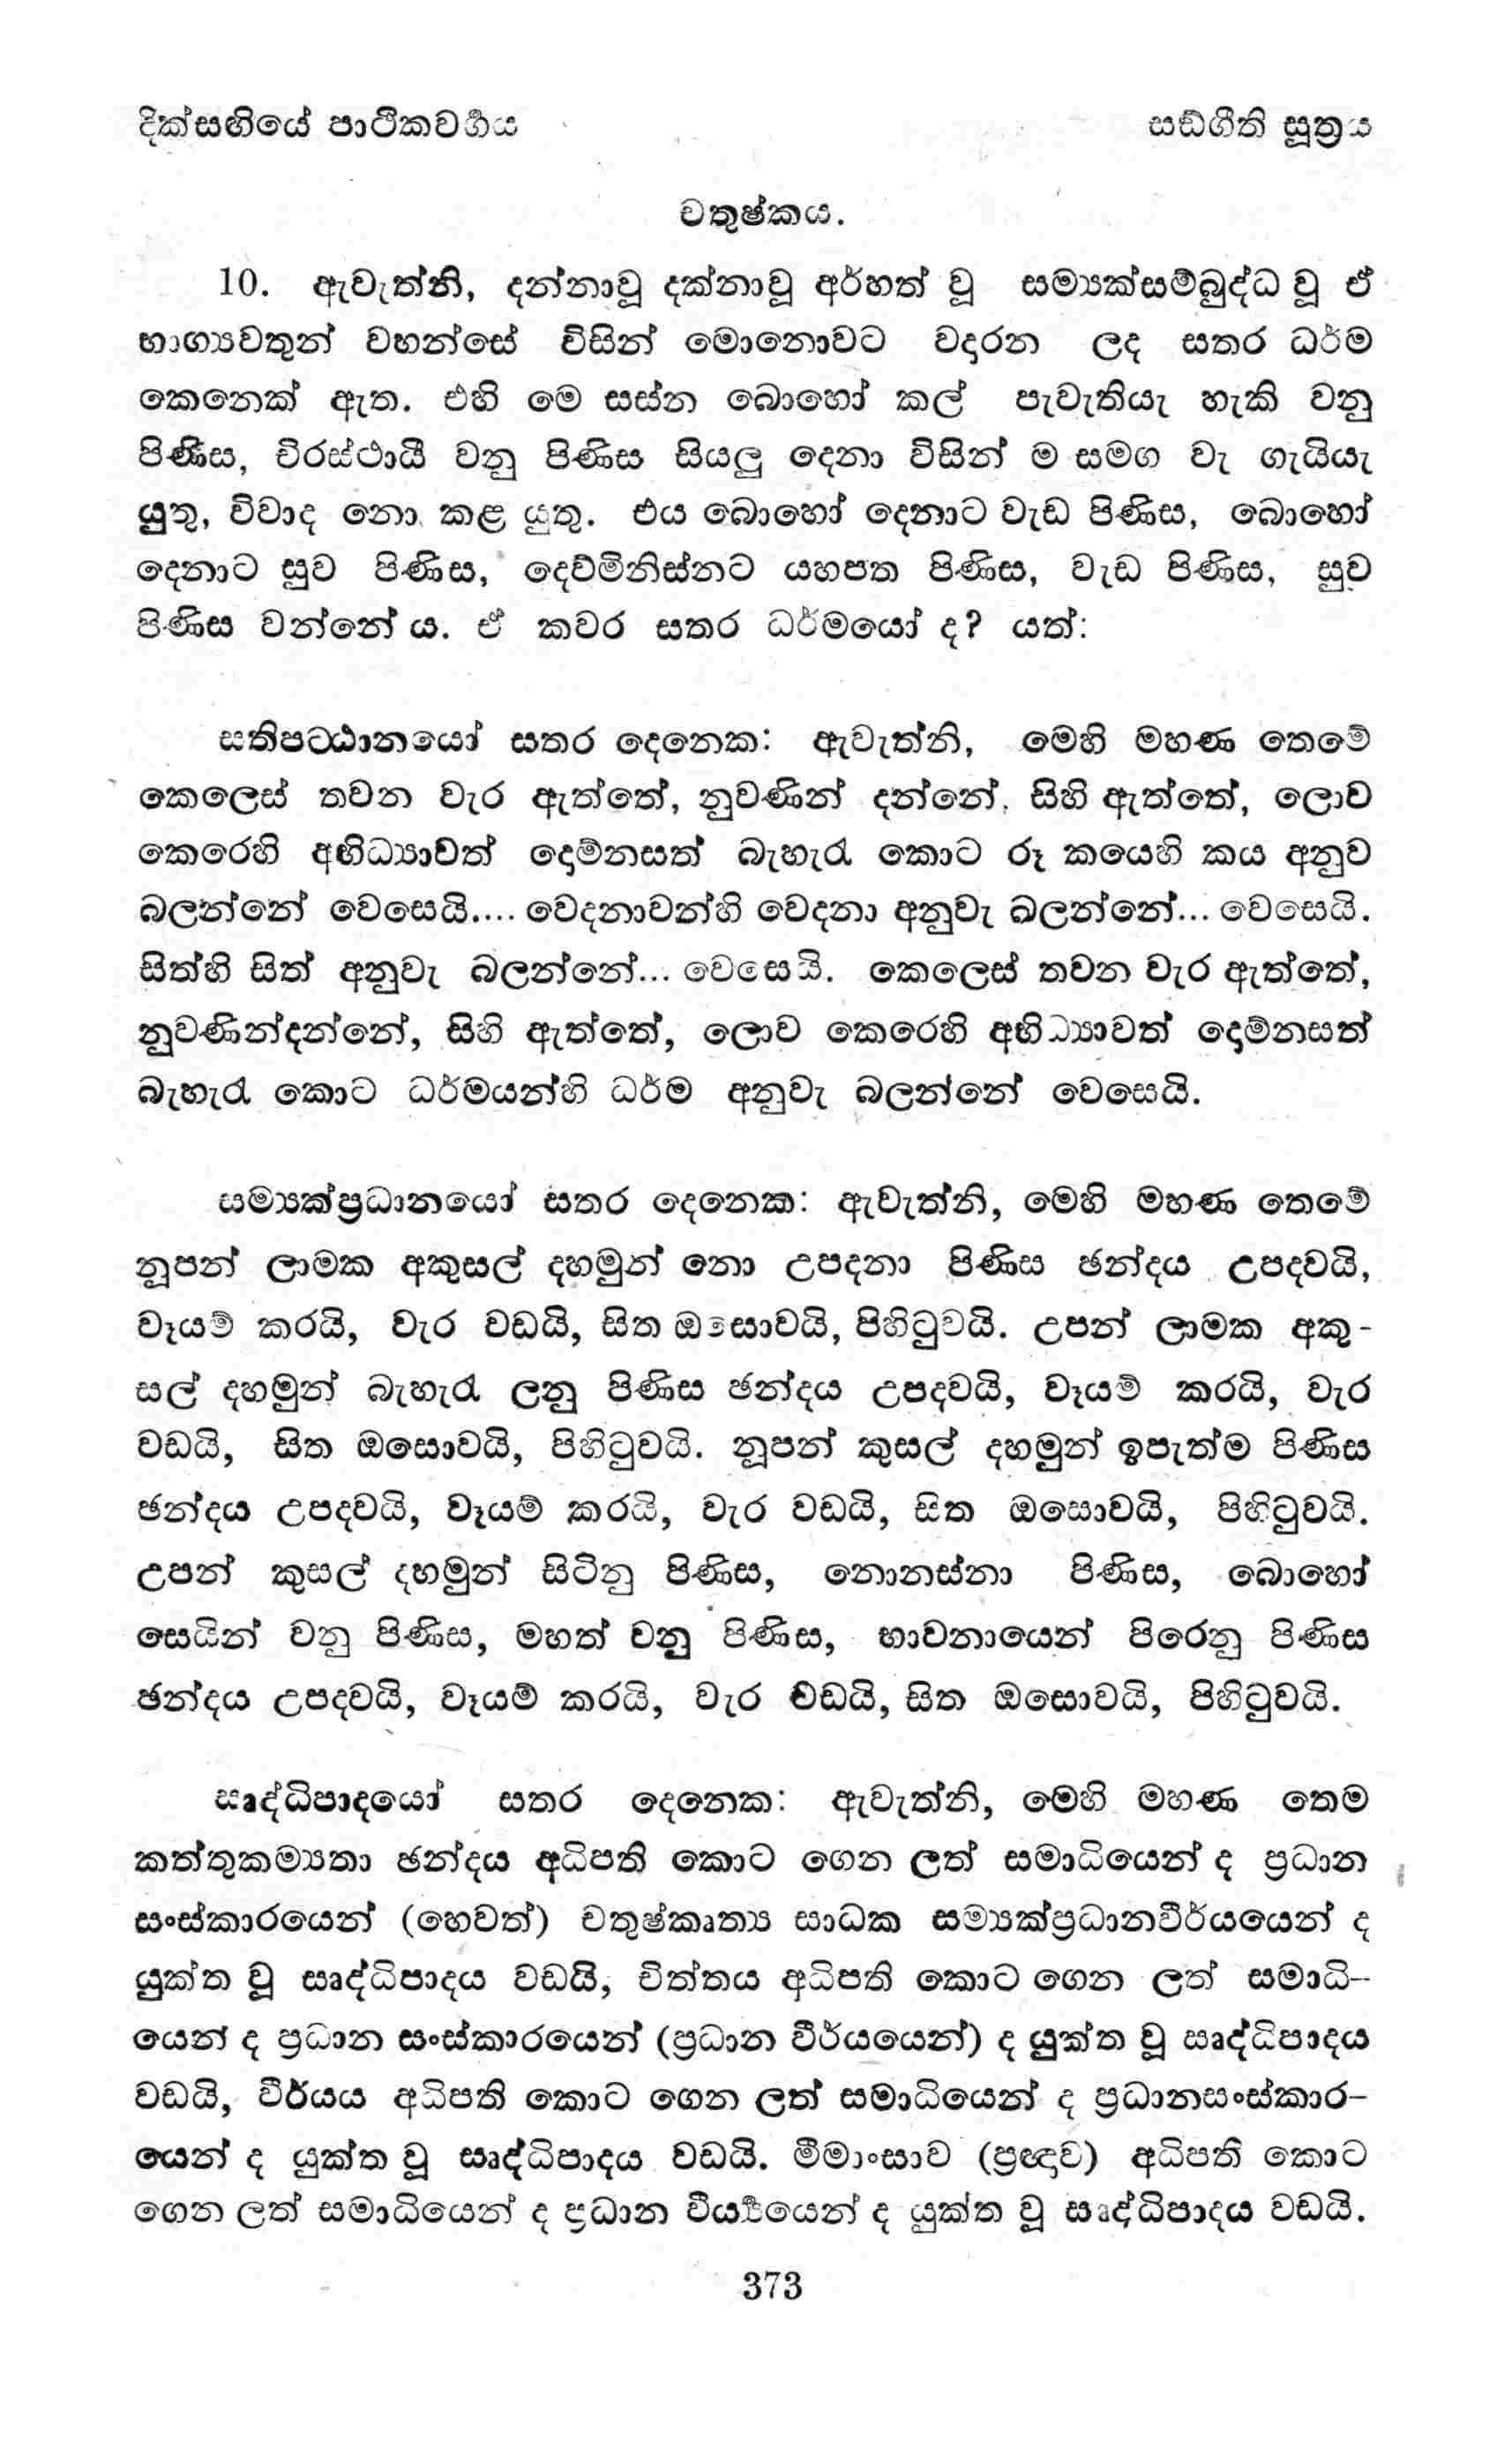 දික්සඟියේ පාථිකවර්‍ගය සඞ්ගීති සූත්‍රය
චතුෂ්කය.
10. ඇවැත්නි, දන්නාවූ දක්නාවූ අර්හත් වූ සම්‍යක්සම්බුද්ධ වූ ඒ
භාග්‍යවතුන් වහන්සේ විසින් මොනොවට වදරන ලද සතර ධර්ම
කෙනෙක් ඇත. එහි මෙ සස්න බොහෝ කල් පැවැතියැ හැකි වනු
පිණිස, චිරස්ථායී වනු පිණිස සියලු දෙනා විසින් ම සමග වැ ගැයියැ
යුතු, විවාද නො කළ යුතු. එය බොහෝ දෙනාට වැඩ පිණිස, බොහෝ
දෙනාට සුව පිණිස, දෙව්මිනිස්නට යහපත පිණිස, වැඩ පිණිස, සුව
පිණිස වන්නේ ය. ඒ කවර සතර ධර්මයෝ ද? යත්:
සතිපට්ඨානයෝ සතර දෙනෙක: ඇවැත්නි, මෙහි මහණ තෙමේ
කෙලෙස් තවන වැර ඇත්තේ, නුවණින් දන්නේ, සිහි ඇත්තේ, ලොව
කෙරෙහි අභිධ්‍යාවත් දොම්නසත් බැහැර කොට රූ කයෙහි කය අනුව
බලන්නේ වෙසෙයි.... වෙදනාවන්හි වෙදනා අනුවැ බලන්නේ... වෙසෙයි.
සිත්හි සිත් අනුවැ බලන්නේ... වෙසෙයි. කෙලෙස් තවන වැර ඇත්තේ,
නුවණින්දන්නේ, සිහි ඇත්තේ, ලොව කෙරෙහි අභිධ්‍යාවත් දොම්නසත්
බැහැර කොට ධර්මයන්හි ධර්ම අනුවැ බලන්නේ වෙසෙයි.
සම්‍යක්ප්‍රධානයෝ සතර දෙනෙක: ඇවැත්නි, මෙහි මහණ තෙමේ
නූපන් ලාමක අකුසල් දහමුන් නො උපදනා පිණිස ඡන්දය උපදවයි,
වෑයම් කරයි, වැර වඩයි, සිත ඔසොවයි, පිහිටුවයි. උපන් ලාමක අකු-
සල් දහමුන් බැහැර ලනු පිණිස ඡන්දය උපදවයි, වෑයම් කරයි, වැර
වඩයි, සිත ඔසොවයි, පිහිටුවයි. නූපන් කුසල් දහමුන් ඉපැත්ම පිණිස
ඡන්දය උපදවයි, වෑයම් කරයි, වැර වඩයි, සිත ඔසොවයි, පිහිටුවයි.
උපන් කුසල් දහමුන් සිටිනු පිණිස, නොනස්නා පිණිස, බොහෝ
සෙයින් වනු පිණිස, මහත් වනු පිණිස, භාවනායෙන් පිරෙනු පිණිස
ඡන්දය උපදවයි, වෑයම් කරයි, වැර වඩයි, සිත ඔසොවයි, පිහිටුවයි.
සෘද්ධිපාදයෝ සතර දෙනෙක: ඇවැත්නි, මෙහි මහණ තෙම
කත්තුකම්‍යතා ඡන්දය අධිපති කොට ගෙන ලත් සමාධියෙන් ද ප්‍රධාන
සංස්කාරයෙන් (හෙවත්) චතුෂ්කෘත්‍ය සාධක සම්‍යක්ප්‍රධානවීර්යයෙන් ද
යුක්ත වූ සෘද්ධිපාදය වඩයි, චිත්තය අධිපති කොට ගෙන ලත් සමාධි-
යෙන් ද ප්‍රධාන සංස්කාරයෙන් (ප්‍රධාන වීර්යයෙන්) ද යුක්ත වූ සෘද්ධිපාදය
වඩයි, වීර්යය අධිපති කොට ගෙන ලත් සමාධියෙන් ද ප්‍රධානසංස්කාර-
යෙන් ද යුක්ත වූ සෘද්ධිපාදය වඩයි. මීමාංසාව (ප්‍රඥාව) අධිපති කොට
ගෙන ලත් සමාධියෙන් ද ප්‍රධාන වීර්‍ය්‍යයෙන් ද යුක්ත වූ සෘද්ධිපාදය වඩයි.
373